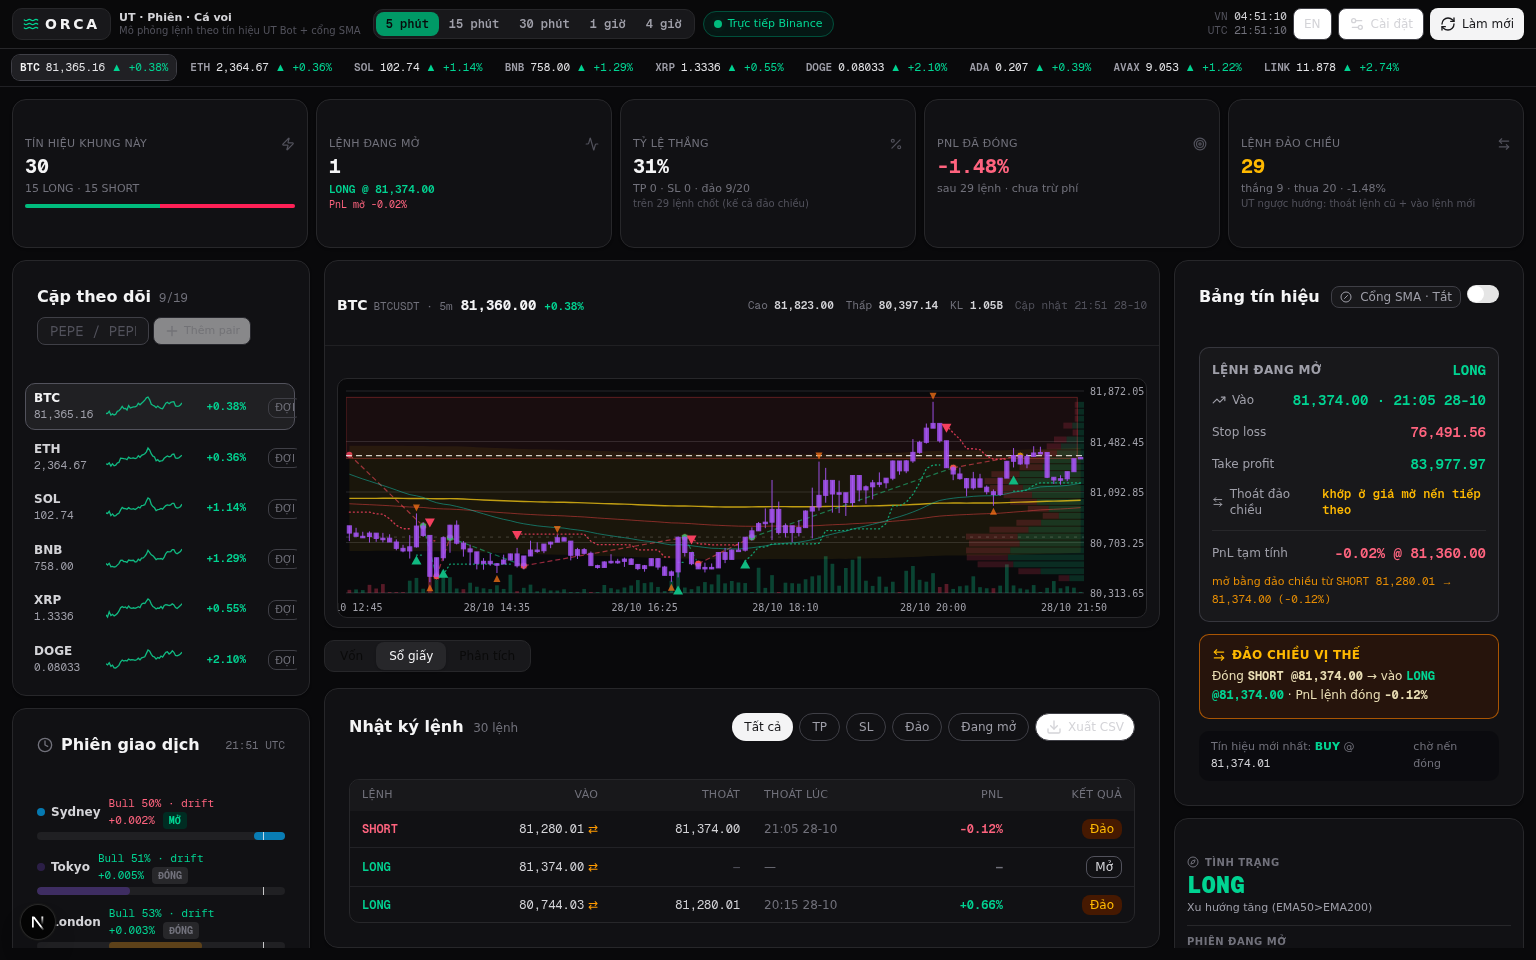 ORCA
UT · Phiên · Cá voi
Mô phỏng lệnh theo tín hiệu UT Bot + cổng SMA
5 phút 15 phút 30 phút 1 giờ 4 giờ
Trực tiếp Binance
VN 04:51:10
UTC 21:51:10
EN
Cài đặt
Làm mới
BTC 81,365.16 ▲ +0.38%
ETH 2,364.67 ▲ +0.36%
SOL 102.74 ▲ +1.14%
BNB 758.00 ▲ +1.29%
XRP 1.3336 ▲ +0.55%
DOGE 0.08033 ▲ +2.10%
ADA 0.207 ▲ +0.39%
AVAX 9.053 ▲ +1.22%
LINK 11.878 ▲ +2.74%
TÍN HIỆU KHUNG NÀY
30
15 LONG · 15 SHORT
LỆNH ĐANG MỞ
1
LONG @ 81,374.00
PnL mở -0.02%
TỶ LỆ THẮNG
31%
TP 0 · SL 0 · đảo 9/20
trên 29 lệnh chốt (kể cả đảo chiều)
PNL ĐÃ ĐÓNG
-1.48%
sau 29 lệnh · chưa trừ phí
LỆNH ĐẢO CHIỀU
29
thắng 9 · thua 20 · -1.48%
UT ngược hướng: thoát lệnh cũ + vào lệnh mới
Cặp theo dõi 9/19
PEPE / PEPI
Thêm pair
BTC
81,365.16
+0.38%
ĐỢI
ETH
2,364.67
+0.36%
ĐỢI
SOL
102.74
+1.14%
ĐỢI
BNB
758.00
+1.29%
ĐỢI
XRP
1.3336
+0.55%
ĐỢI
DOGE
0.08033
+2.10%
ĐỢI
Phiên giao dịch 21:51 UTC
Sydney Bull 50% · drift
+0.002% MỞ
Tokyo Bull 51% · drift
+0.005% ĐÓNG
London Bull 53% · drift
+0.003% ĐÓNG
N
BTC BTCUSDT · 5m 81,360.00 +0.38%
Cao 81,823.00 Thấp 80,397.14 KL 1.05B Cập nhật 21:51 28-10
81,872.05
81,482.45
81,092.85
80,703.25
80,313.65
0 12:45 28/10 14:35 28/10 16:25 28/10 18:10 28/10 20:00 28/10 21:50
Vốn Sổ giấy Phân tích
Nhật ký lệnh 30 lệnh
Tất cả TP SL Đảo Đang mở Xuất CSV
LỆNH VÀO THOÁT THOÁT LÚC PNL KẾT QUẢ
SHORT 81,280.01 ⇄ 81,374.00 21:05 28-10 -0.12% Đảo
LONG 81,374.00 ⇄ — — — Mở
LONG 80,744.03 ⇄ 81,280.01 20:15 28-10 +0.66% Đảo
Bảng tín hiệu
Cổng SMA · Tắt
LỆNH ĐANG MỞ LONG
Vào 81,374.00 · 21:05 28-10
Stop loss 76,491.56
Take profit 83,977.97
Thoát đảo chiều
khớp ở giá mở nến tiếp theo
PnL tạm tính -0.02% @ 81,360.00
mở bằng đảo chiều từ SHORT 81,280.01 →
81,374.00 (-0.12%)
ĐẢO CHIỀU VỊ THẾ
Đóng SHORT @81,374.00 → vào LONG
@81,374.00 · PnL lệnh đóng -0.12%
Tín hiệu mới nhất: BUY @
81,374.01
chờ nến
đóng
TÌNH TRẠNG
LONG
Xu hướng tăng (EMA50>EMA200)
PHIÊN ĐANG MỞ